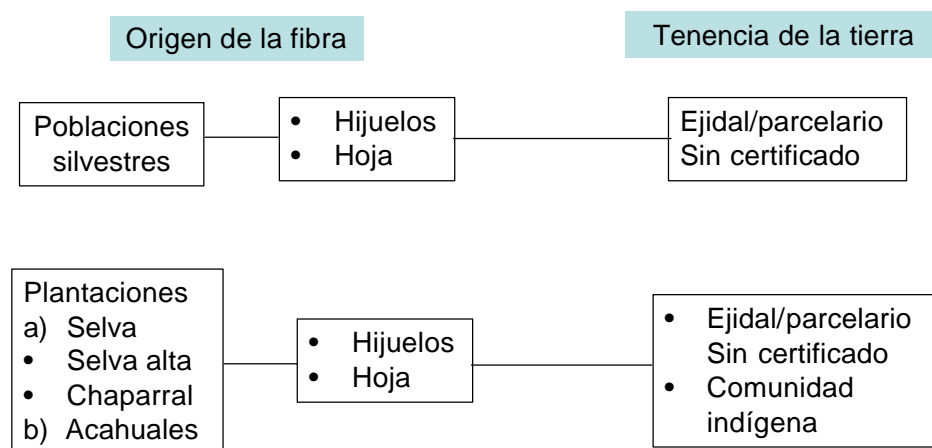 Origen de la fibra
Tenencia de la tierra
Poblaciones
silvestres
• Hijuelos
• Hoja
Ejidal/parcelario
Sin certificado
Plantaciones
a) Selva
• Selva alta
• Chaparral
b) Acahuales
• Hijuelos
• Hoja
• Ejidal/parcelario
Sin certificado
• Comunidad
indígena